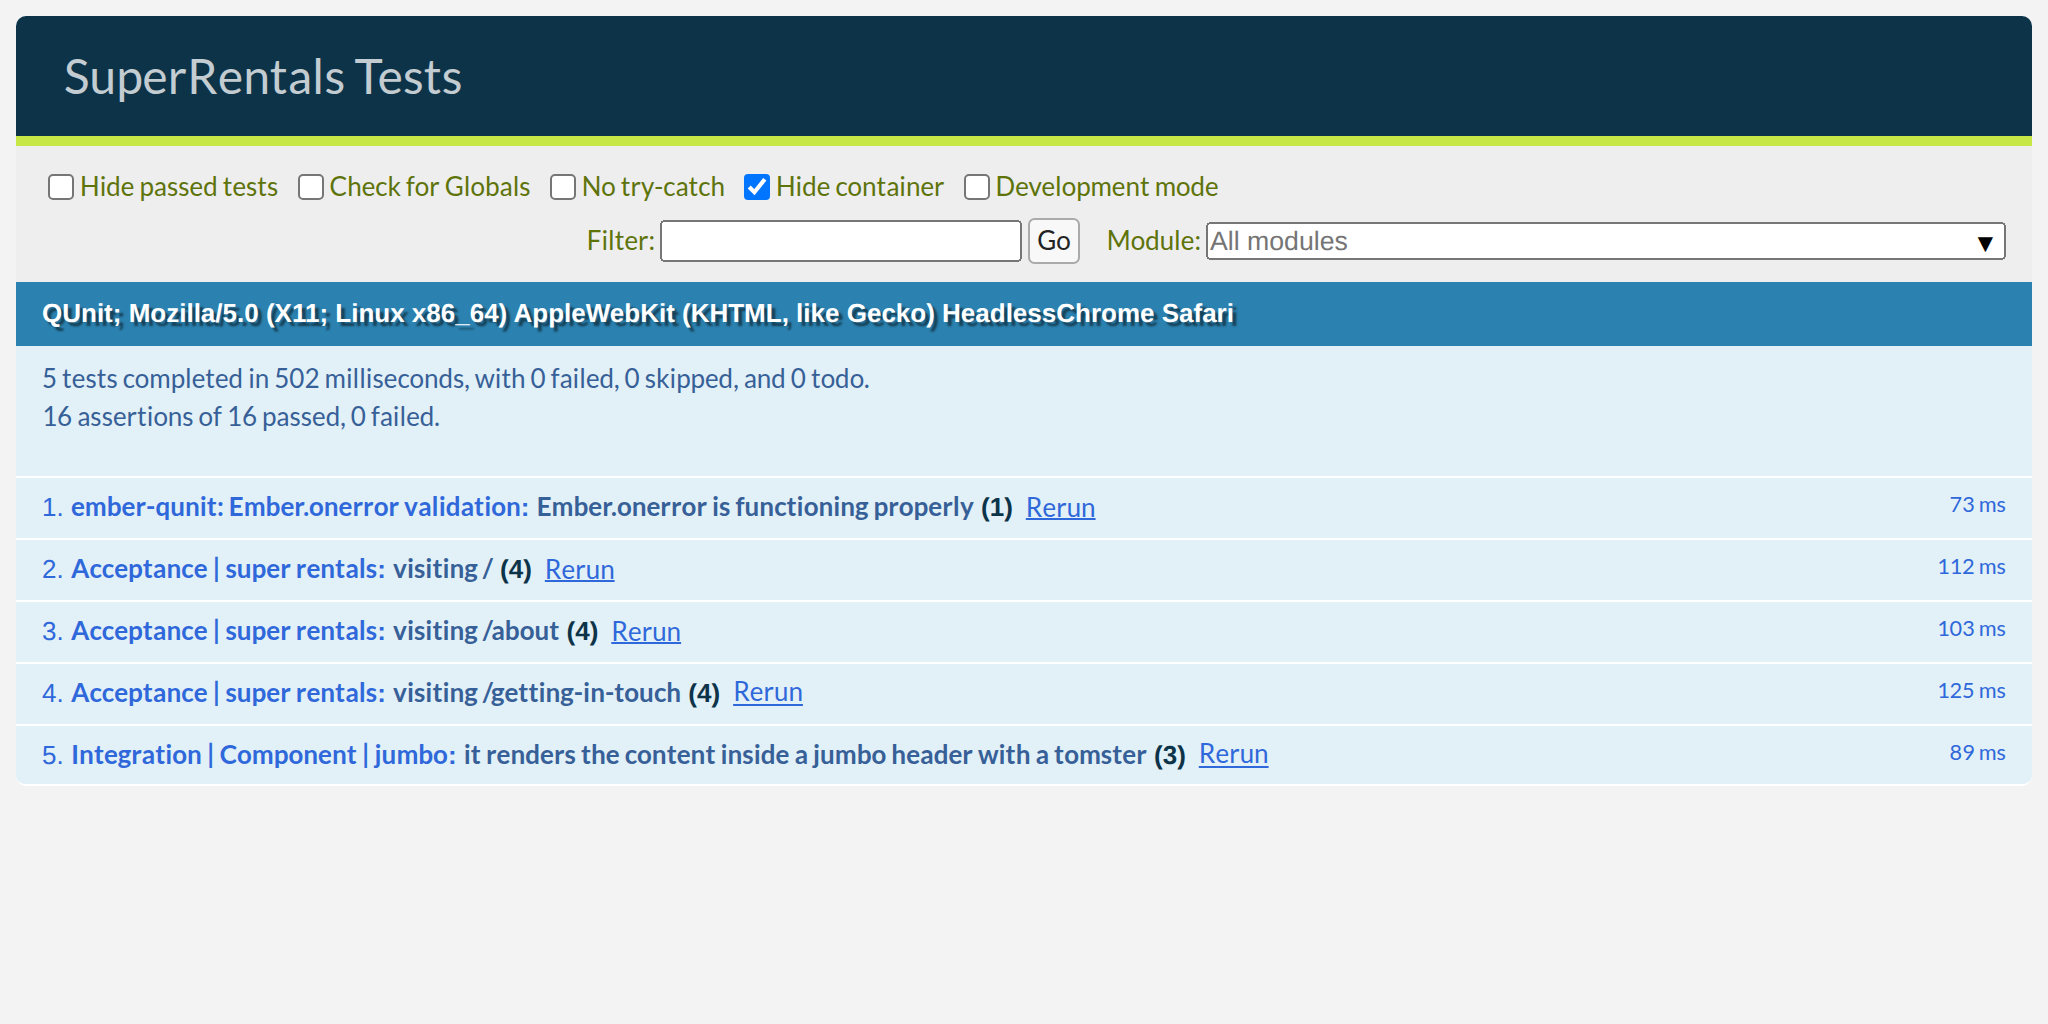 SuperRentals Tests
Hide passed tests Check for Globals No try-catch Hide container Development mode
Filter: Go Module: All modules ▼
QUnit; Mozilla/5.0 (X11; Linux x86_64) AppleWebKit (KHTML, like Gecko) HeadlessChrome Safari
5 tests completed in 502 milliseconds, with 0 failed, 0 skipped, and 0 todo.
16 assertions of 16 passed, 0 failed.
1. ember-qunit: Ember.onerror validation: Ember.onerror is functioning properly (1) Rerun 73 ms
2. Acceptance | super rentals: visiting / (4) Rerun 112 ms
3. Acceptance | super rentals: visiting /about (4) Rerun 103 ms
4. Acceptance | super rentals: visiting /getting-in-touch (4) Rerun 125 ms
5. Integration | Component | jumbo: it renders the content inside a jumbo header with a tomster (3) Rerun 89 ms